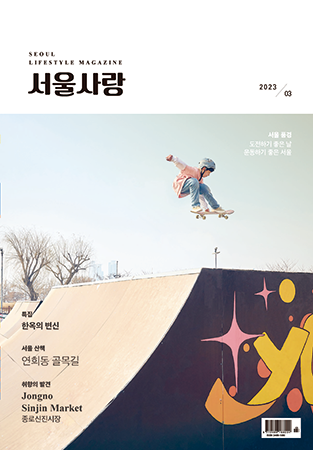 SEOUL
LIFESTYLE MAGAZINE
서울사랑
2023
03
서울 풍경
도전하기 좋은 날
운동하기 좋은 서울
특집
한옥의 변신
서울 산책
연희동 골목길
취향의 발견
Jongno
Sinjin Market
종로신진시장